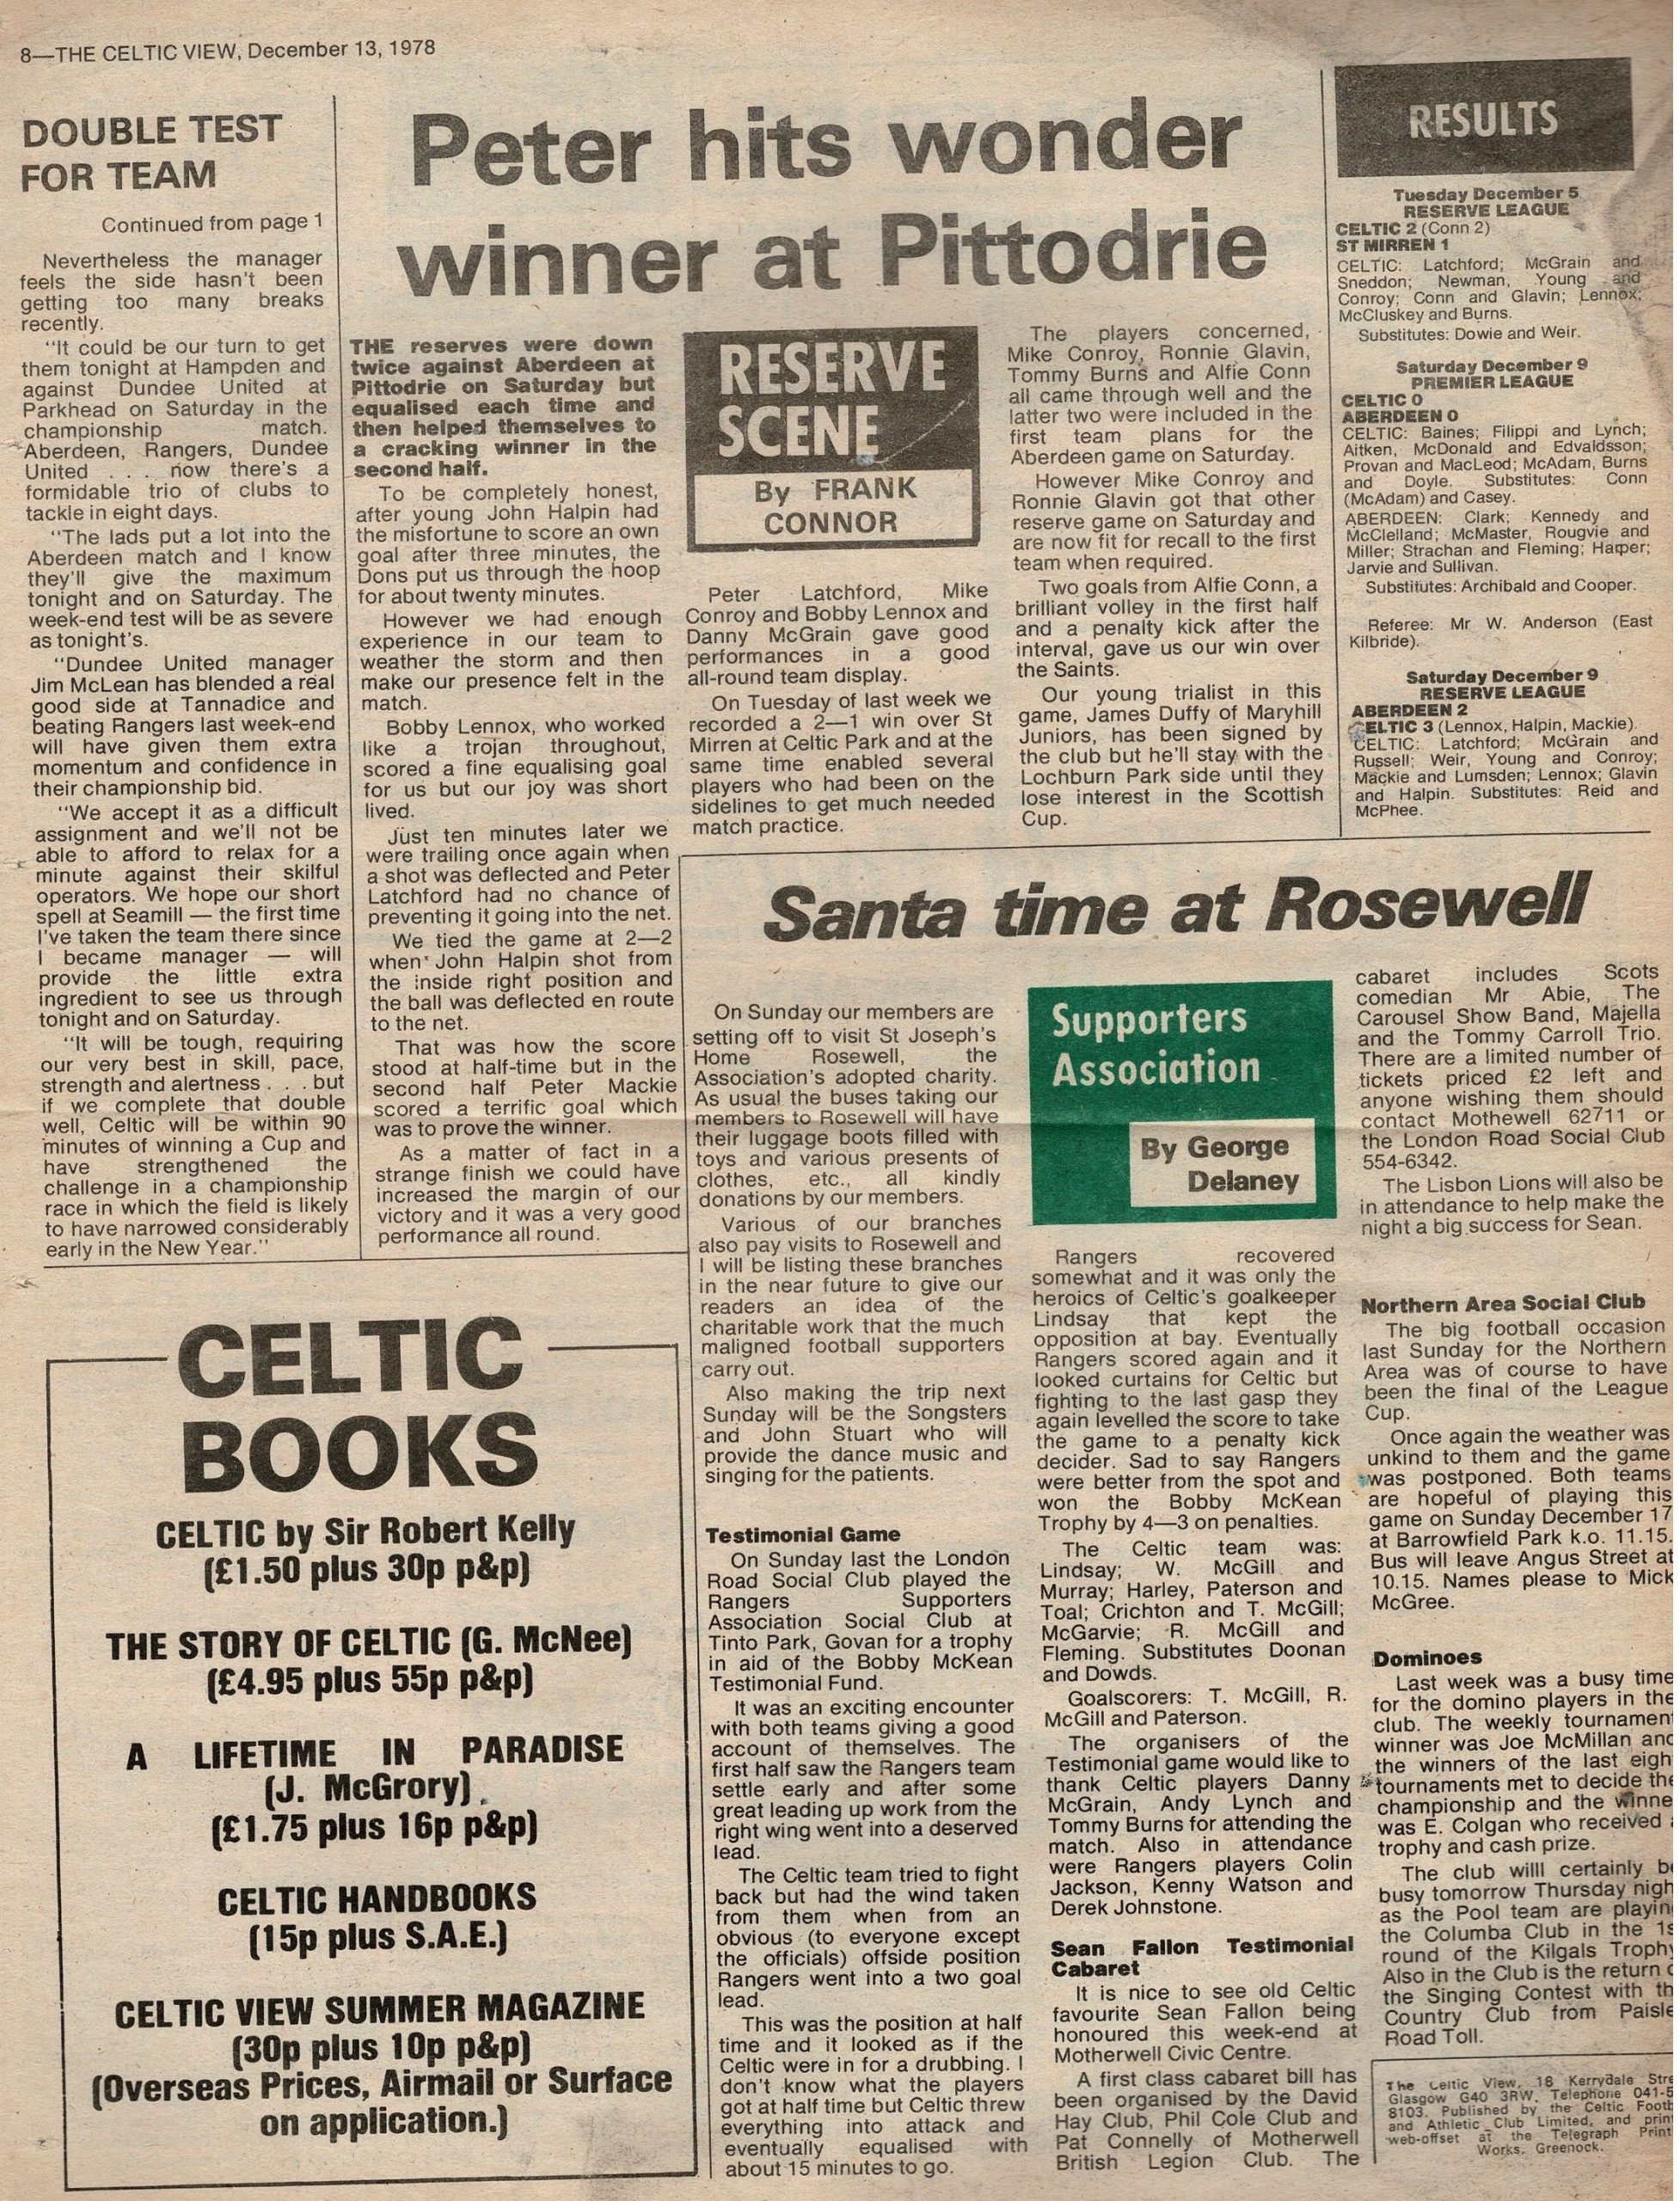 8—THE CELTIC VIEW, December 13, 1978
DOUBLE TEST
FOR TEAM
Continued from page 1
Nevertheless the manager
feels the side hasn't been
getting too many breaks
recently.
"It could be our turn to get
them tonight at Hampden and
against Dundee United at
Parkhead on Saturday in the
championship match.
Aberdeen, Rangers, Dundee
United . . . now there's a
formidable trio of clubs to
tackle in eight days.
"The lads put a lot into the
Aberdeen match and I know
they'll give the maximum
tonight and on Saturday. The
week-end test will be as severe
as tonight's.
"Dundee United manager
Jim McLean has blended a real
good side at Tannadice and
beating Rangers last week-end
will have given them extra
momentum and confidence in
their championship bid.
"We accept it as a difficult
assignment and we'll not be
able to afford to relax for a
minute against their skilful
operators. We hope our short
spell at Seamill — the first time
I've taken the team there since
I became manager — will
provide the little extra
ingredient to see us through
tonight and on Saturday.
"It will be tough, requiring
our very best in skill, pace,
strength and alertness . . . but
if we complete that double
well, Celtic will be within 90
minutes of winning a Cup and
have strengthened the
challenge in a championship
race in which the field is likely
to have narrowed considerably
early in the New Year."
Peter hits wonder
winner at Pittodrie
THE reserves were down
twice against Aberdeen at
Pittodrie on Saturday but
equalised each time and
then helped themselves to
a cracking winner in the
second half.
To be completely honest,
after young John Halpin had
the misfortune to score an own
goal after three minutes, the
Dons put us through the hoop
for about twenty minutes.
However we had enough
experience in our team to
weather the storm and then
make our presence felt in the
match.
Bobby Lennox, who worked
like a trojan throughout,
scored a fine equalising goal
for us but our joy was short
lived.
Just ten minutes later we
were trailing once again when
a shot was deflected and Peter
Latchford had no chance of
preventing it going into the net.
We tied the game at 2—2
when John Halpin shot from
the inside right position and
the ball was deflected en route
to the net.
That was how the score
stood at half-time but in the
second half Peter Mackie
scored a terrific goal which
was to prove the winner.
As a matter of fact in a
strange finish we could have
increased the margin of our
victory and it was a very good
performance all round.
RESERVE
SCENE
By FRANK
CONNOR
Peter Latchford, Mike
Conroy and Bobby Lennox and
Danny McGrain gave good
performances in a good
all-round team display.
On Tuesday of last week we
recorded a 2—1 win over St
Mirren at Celtic Park and at the
same time enabled several
players who had been on the
sidelines to get much needed
match practice.
The players concerned,
Mike Conroy, Ronnie Glavin,
Tommy Burns and Alfie Conn
all came through well and the
latter two were included in the
first team plans for the
Aberdeen game on Saturday.
However Mike Conroy and
Ronnie Glavin got that other
reserve game on Saturday and
are now fit for recall to the first
team when required.
Two goals from Alfie Conn, a
brilliant volley in the first half
and a penalty kick after the
interval, gave us our win over
the Saints.
Our young trialist in this
game, James Duffy of Maryhill
Juniors, has been signed by
the club but he'll stay with the
Lochburn Park side until they
lose interest in the Scottish
Cup.
RESULTS
Tuesday December 5
RESERVE LEAGUE
CELTIC 2 (Conn 2)
ST MIRREN 1
CELTIC: Latchford; McGrain and
Sneddon; Newman, Young and
Conroy; Conn and Glavin; Lennox;
McCluskey and Burns.
Substitutes: Dowie and Weir.
Saturday December 9
PREMIER LEAGUE
CELTIC 0
ABERDEEN 0
CELTIC: Baines; Filippi and Lynch;
Aitken, McDonald and Edvaldsson;
Provan and MacLeod; McAdam, Burns
and Doyle. Substitutes: Conn
(McAdam) and Casey.
ABERDEEN: Clark; Kennedy and
McClelland; McMaster, Rougvie and
Miller; Strachan and Fleming; Harper;
Jarvie and Sullivan.
Substitutes: Archibald and Cooper.
Referee: Mr W. Anderson (East
Kilbride).
Saturday December 9
RESERVE LEAGUE
ABERDEEN 2
CELTIC 3 (Lennox, Halpin, Mackie).
CELTIC: Latchford; McGrain and
Russell; Weir, Young and Conroy;
Mackie and Lumsden; Lennox; Glavin
and Halpin. Substitutes: Reid and
McPhee.
Santa time at Rosewell
On Sunday our members are
setting off to visit St Joseph's
Home Rosewell, the
Association's adopted charity.
As usual the buses taking our
members to Rosewell will have
their luggage boots filled with
toys and various presents of
clothes, etc., all kindly
donations by our members.
Various of our branches
also pay visits to Rosewell and
I will be listing these branches
in the near future to give our
readers an idea of the
charitable work that the much
maligned football supporters
carry out.
Also making the trip next
Sunday will be the Songsters
and John Stuart who will
provide the dance music and
singing for the patients.
Testimonial Game
On Sunday last the London
Road Social Club played the
Rangers Supporters
Association Social Club at
Tinto Park, Govan for a trophy
in aid of the Bobby McKean
Testimonial Fund.
It was an exciting encounter
with both teams giving a good
account of themselves. The
first half saw the Rangers team
settle early and after some
great leading up work from the
right wing went into a deserved
lead.
The Celtic team tried to fight
back but had the wind taken
from them when from an
obvious (to everyone except
the officials) offside position
Rangers went into a two goal
lead.
This was the position at half
time and it looked as if the
Celtic were in for a drubbing. I
don't know what the players
got at half time but Celtic threw
everything into attack and
eventually equalised with
about 15 minutes to go.
Supporters
Association
By George
Delaney
Rangers recovered
somewhat and it was only the
heroics of Celtic's goalkeeper
Lindsay that kept the
opposition at bay. Eventually
Rangers scored again and it
looked curtains for Celtic but
fighting to the last gasp they
again levelled the score to take
the game to a penalty kick
decider. Sad to say Rangers
were better from the spot and
won the Bobby McKean
Trophy by 4—3 on penalties.
The Celtic team was:
Lindsay; W. McGill and
Murray; Harley, Paterson and
Toal; Crichton and T. McGill;
McGarvie; R. McGill and
Fleming. Substitutes Doonan
and Dowds.
Goalscorers: T. McGill, R.
McGill and Paterson.
The organisers of the
Testimonial game would like to
thank Celtic players Danny
McGrain, Andy Lynch and
Tommy Burns for attending the
match. Also in attendance
were Rangers players Colin
Jackson, Kenny Watson and
Derek Johnstone.
Sean Fallon Testimonial
Cabaret
It is nice to see old Celtic
favourite Sean Fallon being
honoured this week-end at
Motherwell Civic Centre.
A first class cabaret bill has
been organised by the David
Hay Club, Phil Cole Club and
Pat Connelly of Motherwell
British Legion Club. The
cabaret includes Scots
comedian Mr Abie, The
Carousel Show Band, Majella
and the Tommy Carroll Trio.
There are a limited number of
tickets priced £2 left and
anyone wishing them should
contact Mothewell 62711 or
the London Road Social Club
554-6342.
The Lisbon Lions will also be
in attendance to help make the
night a big success for Sean.
Northern Area Social Club
The big football occasion
last Sunday for the Northern
Area was of course to have
been the final of the League
Cup.
Once again the weather was
unkind to them and the game
was postponed. Both teams
are hopeful of playing this
game on Sunday December 17
at Barrowfield Park k.o. 11.15.
Bus will leave Angus Street at
10.15. Names please to Mick
McGree.
Dominoes
Last week was a busy time
for the domino players in the
club. The weekly tournamen
winner was Joe McMillan and
the winners of the last eigh
tournaments met to decide the
championship and the winne
was E. Colgan who received
trophy and cash prize.
The club willl certainly be
busy tomorrow Thursday nigh
as the Pool team are playin
the Columba Club in the 1s
round of the Kilgals Trophy
Also in the Club is the return o
the Singing Contest with th
Country Club from Paisle
Road Toll.
The Celtic View, 18 Kerrydale Stre
Glasgow G40 3RW. Telephone 041-5
8103. Published by the Celtic Footb
and Athletic Club Limited, and print
web-offset at the Telegraph Print
Works. Greenock.
CELTIC
BOOKS
CELTIC by Sir Robert Kelly
(£1.50 plus 30p p&p)
THE STORY OF CELTIC (G. McNee)
(£4.95 plus 55p p&p)
A LIFETIME IN PARADISE
(J. McGrory)
(£1.75 plus 16p p&p)
CELTIC HANDBOOKS
(15p plus S.A.E.)
CELTIC VIEW SUMMER MAGAZINE
(30p plus 10p p&p)
(Overseas Prices, Airmail or Surface
on application.)